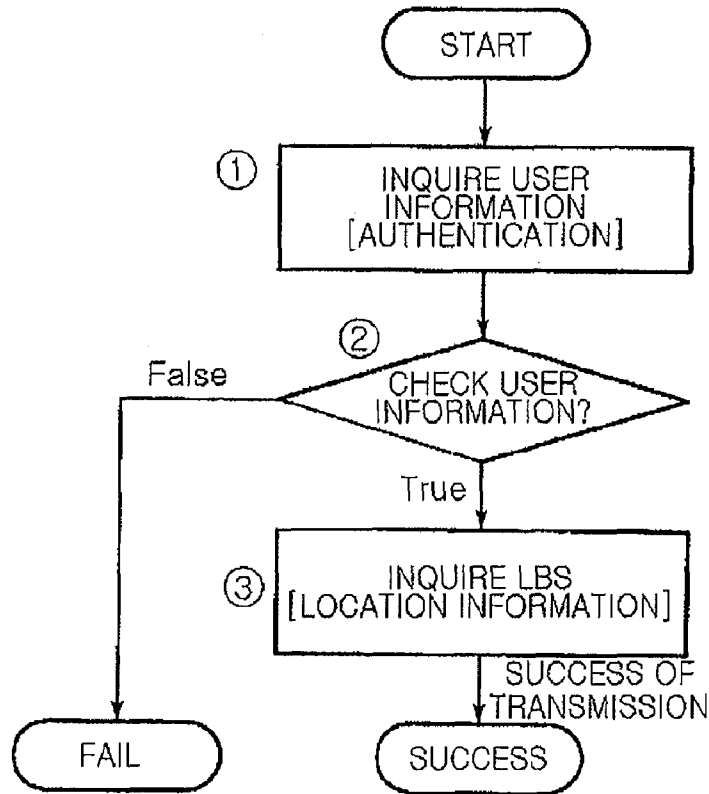 START
①
INQUIRE USER
INFORMATION
[AUTHENTICATION]
②
False
CHECK USER
INFORMATION?
True
③
INQUIRE LBS
[LOCATION INFORMATION]
SUCCESS OF
TRANSMISSION
FAIL
SUCCESS